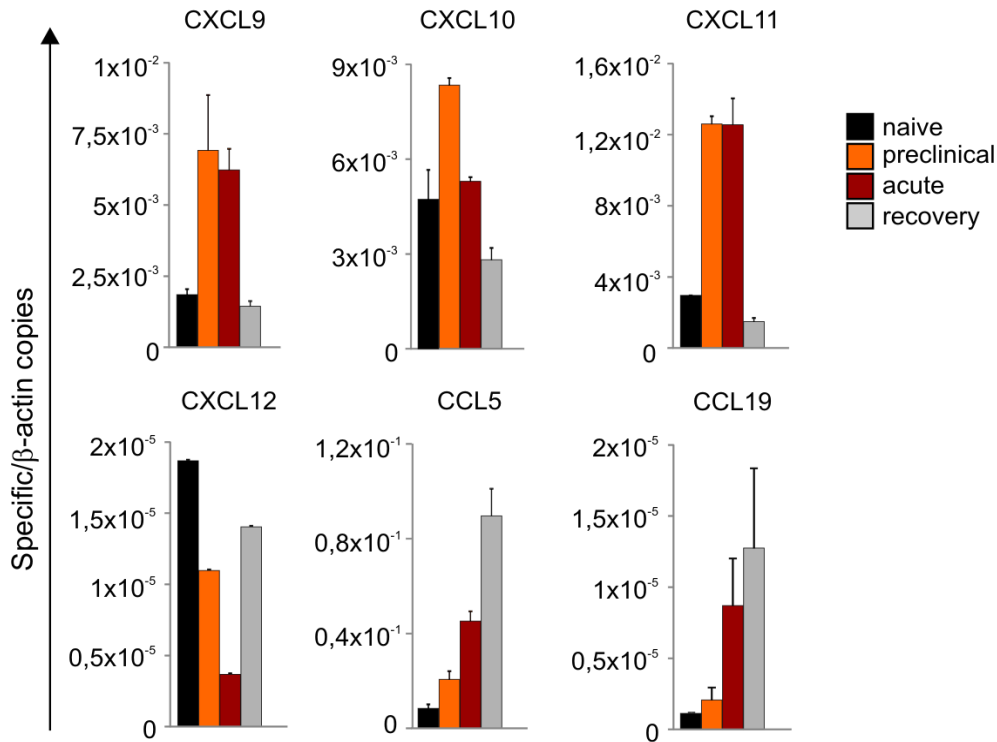 CXCL9
CXCL10
CXCL11
1x10⁻²
7,5x10⁻³
5x10⁻³
2,5x10⁻³
0
9x10⁻³
6x10⁻³
3x10⁻³
0
1,6x10⁻²
1,2x10⁻²
8x10⁻³
4x10⁻³
0
naive
preclinical
acute
recovery
Specific/β-actin copies
CXCL12
CCL5
CCL19
2x10⁻⁵
1,5x10⁻⁵
1x10⁻⁵
0,5x10⁻⁵
0
1,2x10⁻¹
0,8x10⁻¹
0,4x10⁻¹
0
2x10⁻⁵
1,5x10⁻⁵
1x10⁻⁵
0,5x10⁻⁵
0